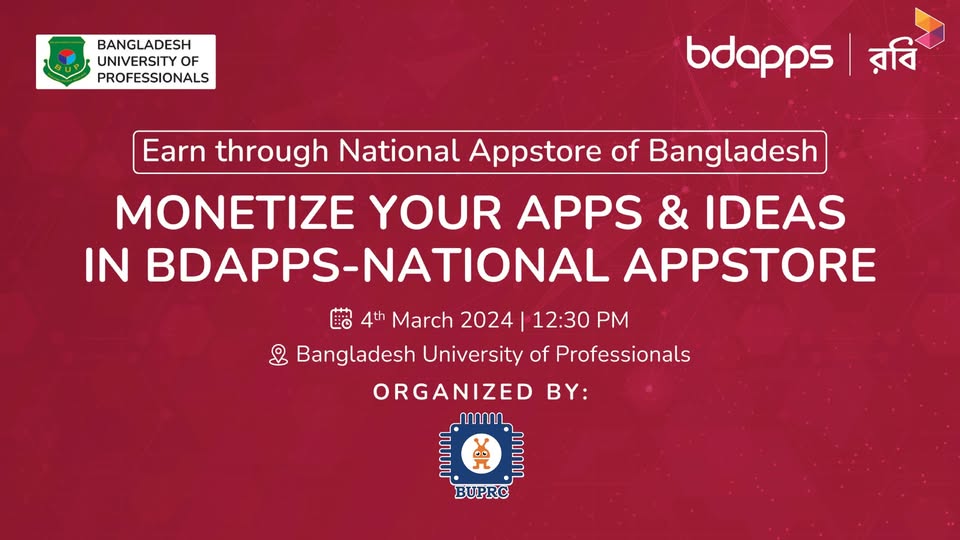 BANGLADESH
UNIVERSITY OF
PROFESSIONALS
BUP
bdapps
রবি
Earn through National Appstore of Bangladesh
MONETIZE YOUR APPS & IDEAS
IN BDAPPS-NATIONAL APPSTORE
4th March 2024 | 12:30 PM
Bangladesh University of Professionals
ORGANIZED BY:
BUPRC